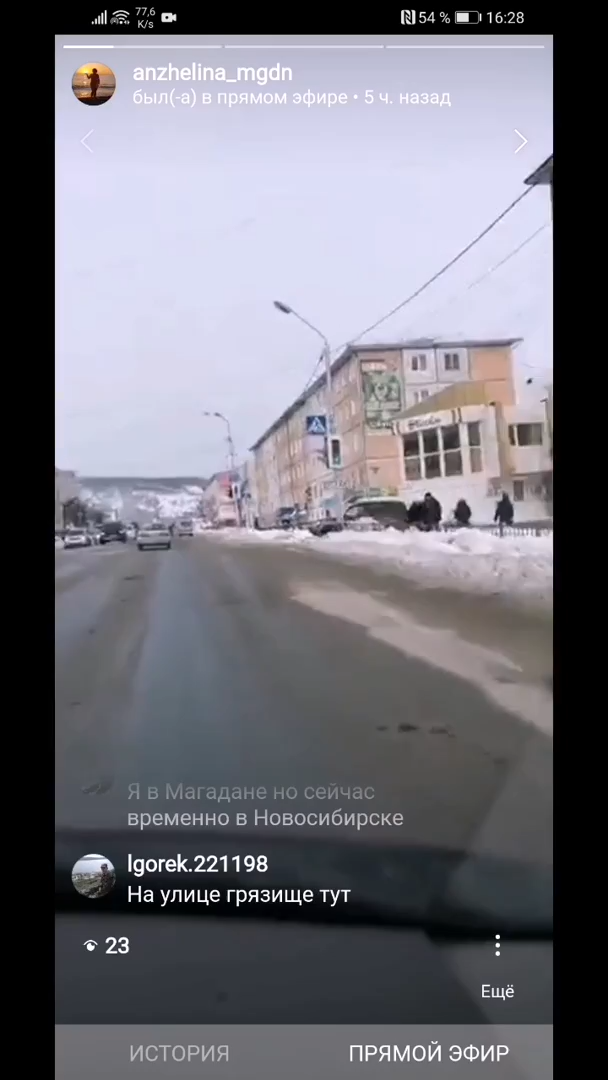 77,6
K/s
54 %
16:28
anzhelina_mgdn
был(-а) в прямом эфире • 5 ч. назад
Я в Магадане но сейчас
временно в Новосибирске
Igorek.221198
На улице грязище тут
23
Ещё
ИСТОРИЯ
ПРЯМОЙ ЭФИР